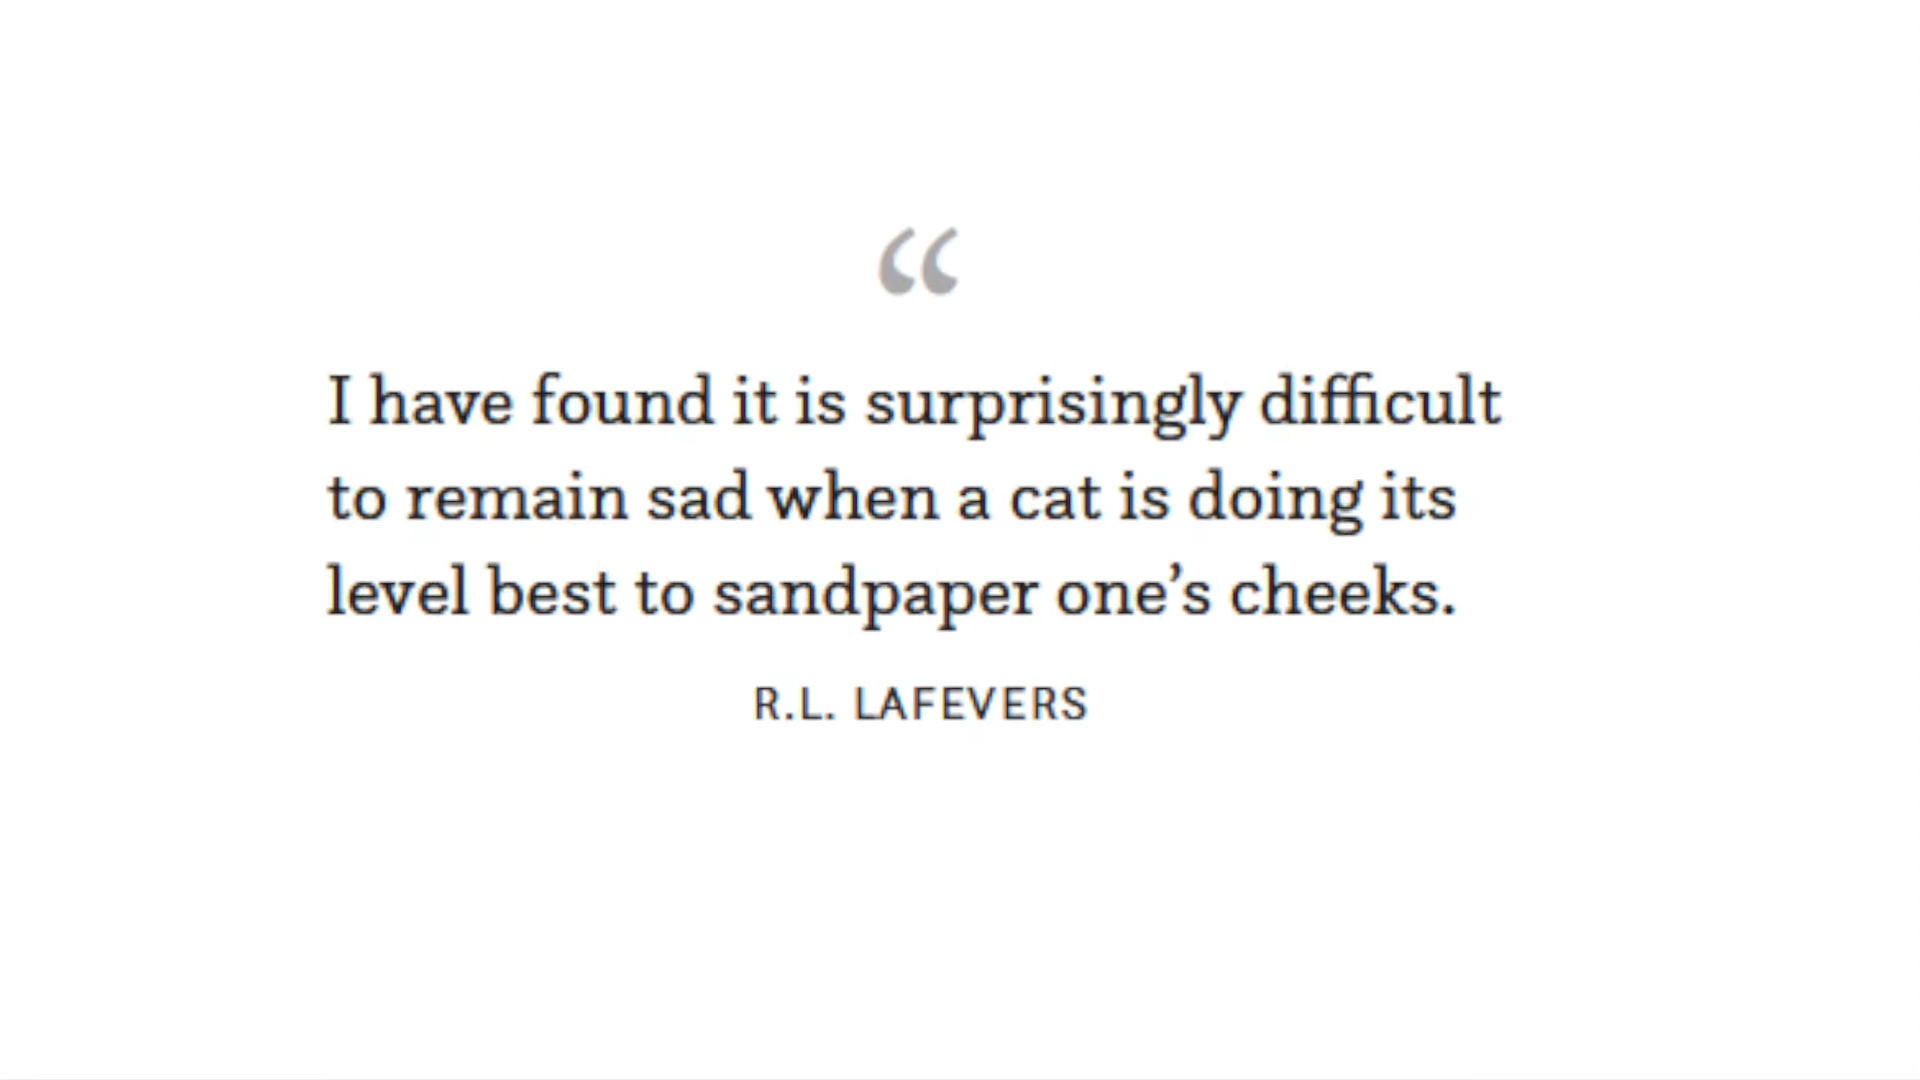 “
I have found it is surprisingly difficult
to remain sad when a cat is doing its
level best to sandpaper one’s cheeks.
R.L. LAFEVERS